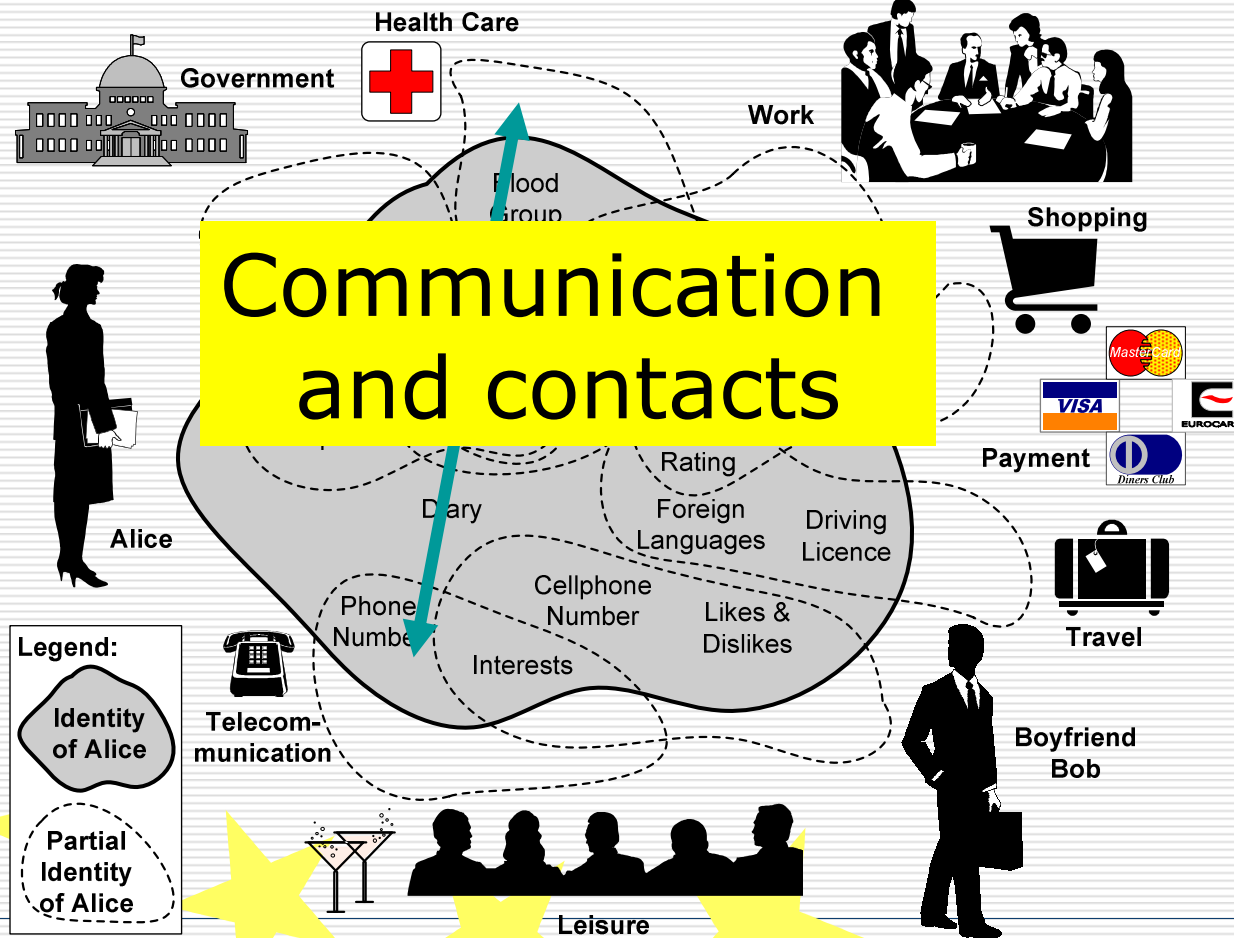 Health Care
Government
Work
Blood
Group
Shopping
Communication
and contacts
MasterCard
VISA
EUROCAR
Payment
Diners Club
Rating
Diary
Foreign
Languages
Driving
Licence
Alice
Cellphone
Number
Phone
Number
Likes &
Dislikes
Interests
Travel
Legend:
Identity
of Alice
Telecom-
munication
Boyfriend
Bob
Partial
Identity
of Alice
Leisure